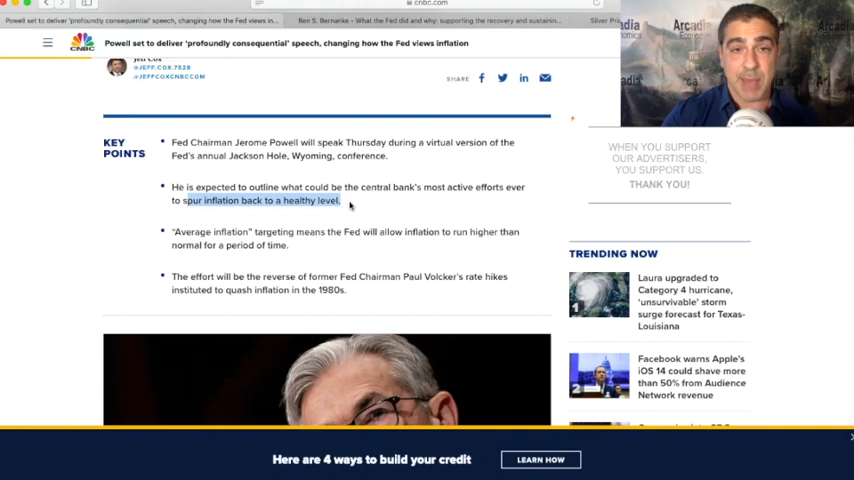 cnbc.com
Powell set to deliver 'profoundly consequential' speech, changing how the Fed views in...
Ben S. Bernanke - What the Fed did and why: supporting the recovery and sustainin...
Silver Pric
CNBC
Powell set to deliver 'profoundly consequential' speech, changing how the Fed views inflation
Arcadia
Economics
Arcadia
Jeff Cox
@JEFF.COX.7528
@JEFFCOXCNBCCOM
SHARE
KEY
POINTS
Fed Chairman Jerome Powell will speak Thursday during a virtual version of the
Fed's annual Jackson Hole, Wyoming, conference.
He is expected to outline what could be the central bank's most active efforts ever
to spur inflation back to a healthy level.
"Average inflation" targeting means the Fed will allow inflation to run higher than
normal for a period of time.
The effort will be the reverse of former Fed Chairman Paul Volcker's rate hikes
instituted to quash inflation in the 1980s.
WHEN YOU SUPPORT
OUR ADVERTISERS,
YOU SUPPORT US.
THANK YOU!
TRENDING NOW
1
Laura upgraded to
Category 4 hurricane,
'unsurvivable' storm
surge forecast for Texas-
Louisiana
2
Facebook warns Apple's
iOS 14 could shave more
than 50% from Audience
Network revenue
Here are 4 ways to build your credit
LEARN HOW